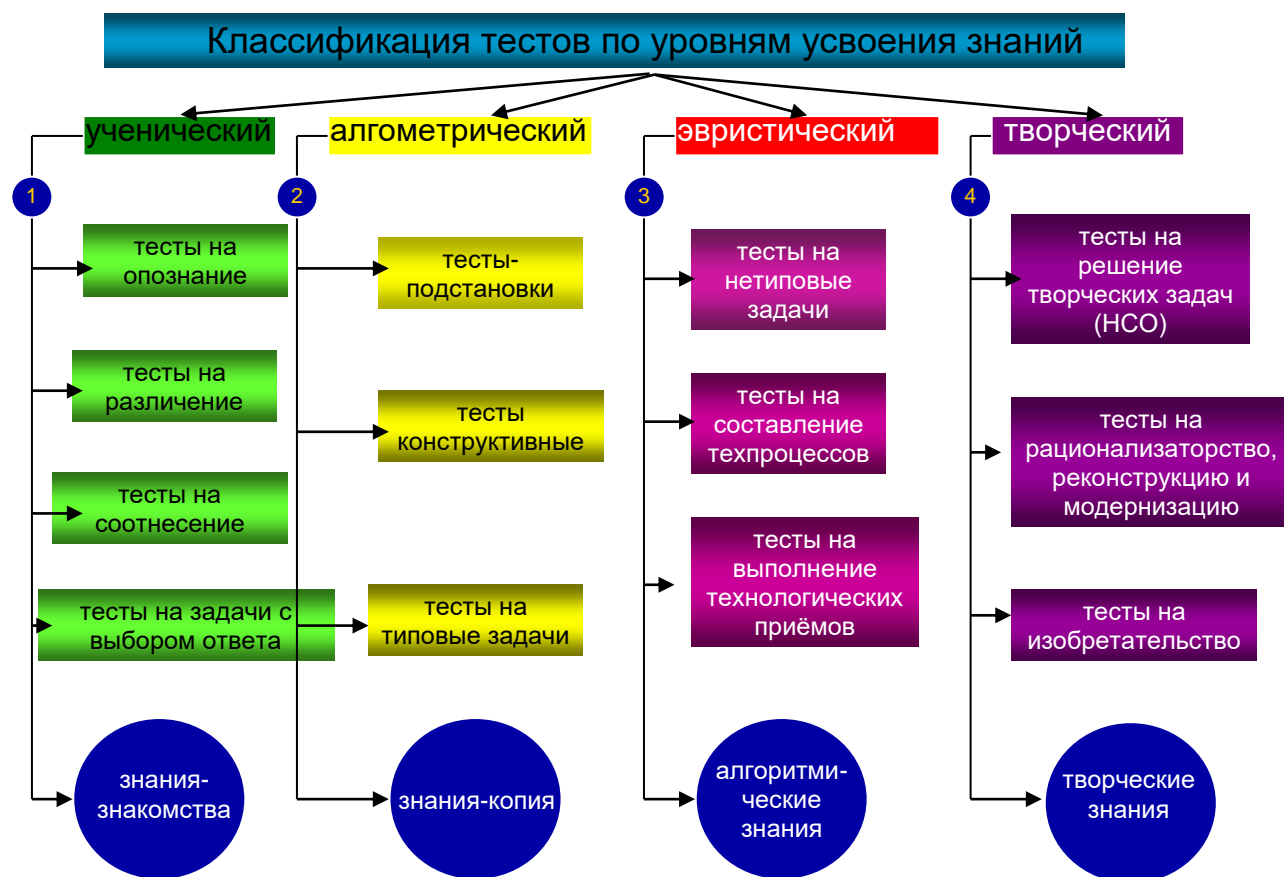 Классификация тестов по уровням усвоения знаний
ученический
алгометрический
эвристический
творческий
1
2
3
4
тесты на
опознание
тесты на
различение
тесты на
соотнесение
тесты на задачи с
выбором ответа
знания-
знакомства
тесты-
подстановки
тесты
конструктивные
тесты на
типовые задачи
знания-копия
тесты на
нетиповые
задачи
тесты на
составление
техпроцессов
тесты на
выполнение
технологических
приёмов
алгоритми-
ческие
знания
тесты на
решение
творческих задач
(НСО)
тесты на
рационализаторство,
реконструкцию и
модернизацию
тесты на
изобретательство
творческие
знания